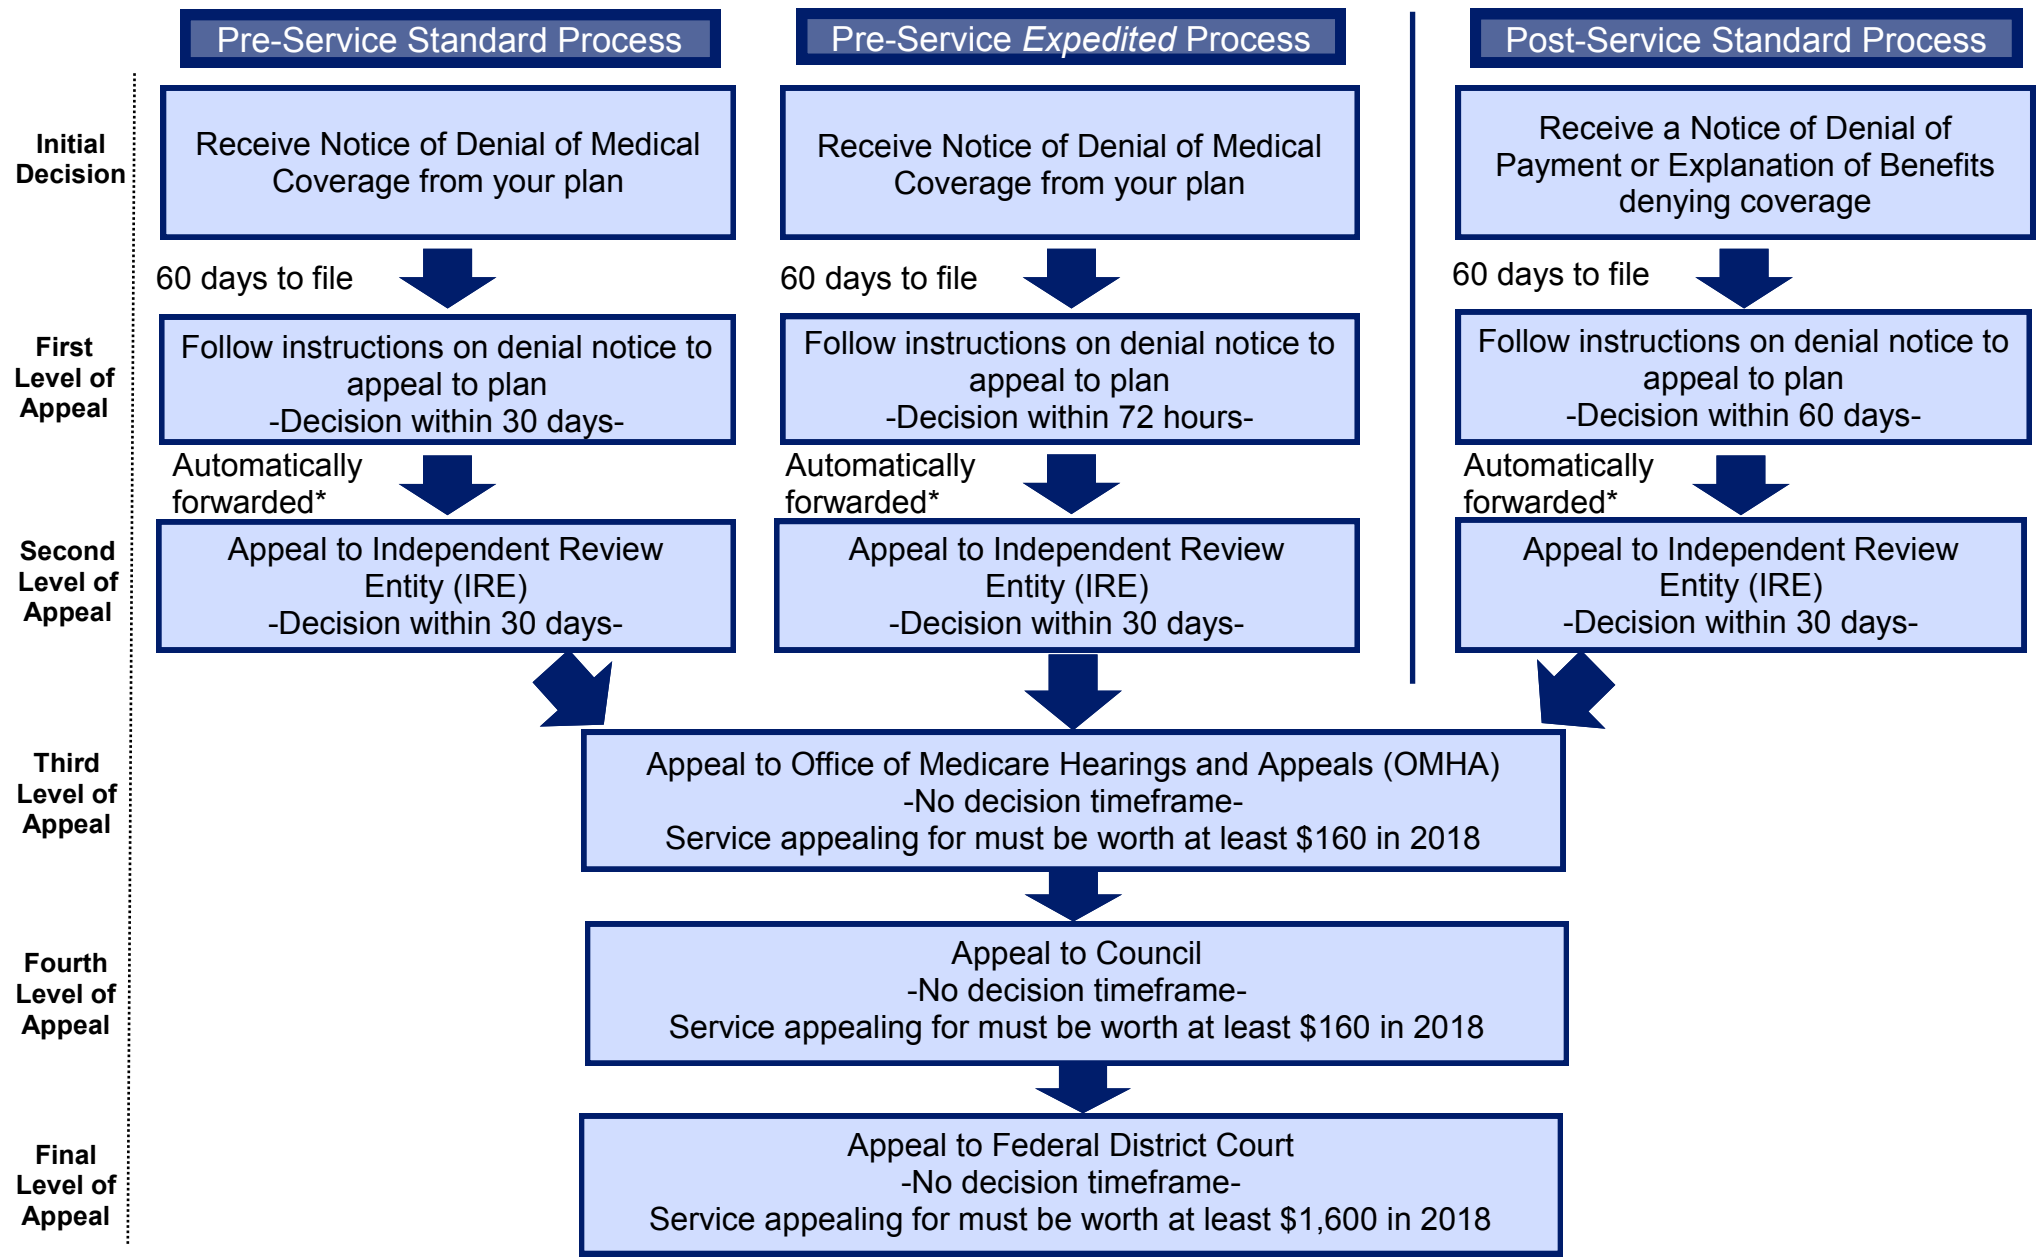 Pre-Service Standard Process
Pre-Service Expedited Process
Post-Service Standard Process
Initial
Decision
Receive Notice of Denial of Medical
Coverage from your plan
Receive Notice of Denial of Medical
Coverage from your plan
Receive a Notice of Denial of
Payment or Explanation of Benefits
denying coverage
60 days to file
60 days to file
60 days to file
First
Level of
Appeal
Follow instructions on denial notice to
appeal to plan
-Decision within 30 days-
Follow instructions on denial notice to
appeal to plan
-Decision within 72 hours-
Follow instructions on denial notice to
appeal to plan
-Decision within 60 days-
Automatically
forwarded*
Automatically
forwarded*
Automatically
forwarded*
Second
Level of
Appeal
Appeal to Independent Review
Entity (IRE)
-Decision within 30 days-
Appeal to Independent Review
Entity (IRE)
-Decision within 30 days-
Appeal to Independent Review
Entity (IRE)
-Decision within 30 days-
Third
Level of
Appeal
Appeal to Office of Medicare Hearings and Appeals (OMHA)
-No decision timeframe-
Service appealing for must be worth at least $160 in 2018
Fourth
Level of
Appeal
Appeal to Council
-No decision timeframe-
Service appealing for must be worth at least $160 in 2018
Final
Level of
Appeal
Appeal to Federal District Court
-No decision timeframe-
Service appealing for must be worth at least $1,600 in 2018